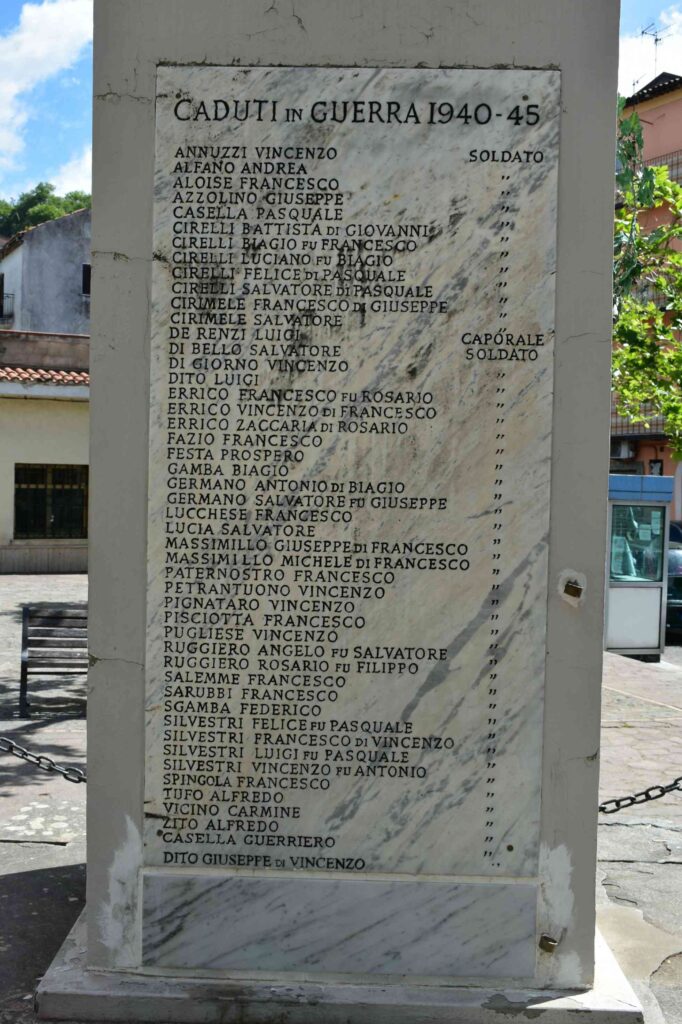 CADUTI IN GUERRA 1940-45
ANNUZZI VINCENZO SOLDATO
ALFANO ANDREA "
ALOISE FRANCESCO "
AZZOLINO GIUSEPPE "
CASELLA PASQUALE "
CIRELLI BATTISTA DI GIOVANNI "
CIRELLI BIAGIO FU FRANCESCO "
CIRELLI LUCIANO FU BIAGIO "
CIRELLI FELICE DI PASQUALE "
CIRELLI SALVATORE DI PASQUALE "
CIRIMELE FRANCESCO DI GIUSEPPE "
CIRIMELE SALVATORE "
DE RENZI LUIGI CAPORALE
DI BELLO SALVATORE SOLDATO
DI GIORNO VINCENZO "
DITO LUIGI "
ERRICO FRANCESCO FU ROSARIO "
ERRICO VINCENZO DI FRANCESCO "
ERRICO ZACCARIA DI ROSARIO "
FAZIO FRANCESCO "
FESTA PROSPERO "
GAMBA BIAGIO "
GERMANO ANTONIO DI BIAGIO "
GERMANO SALVATORE FU GIUSEPPE "
LUCCHESE FRANCESCO "
LUCIA SALVATORE "
MASSIMILLO GIUSEPPE DI FRANCESCO "
MASSIMILLO MICHELE DI FRANCESCO "
PATERNOSTRO FRANCESCO "
PETRANTUONO VINCENZO "
PIGNATARO VINCENZO "
PISCIOTTA FRANCESCO "
PUGLIESE VINCENZO "
RUGGIERO ANGELO FU SALVATORE "
RUGGIERO ROSARIO FU FILIPPO "
SALEMME FRANCESCO "
SARUBBI FRANCESCO "
SGAMBA FEDERICO "
SILVESTRI FELICE FU PASQUALE "
SILVESTRI FRANCESCO DI VINCENZO "
SILVESTRI LUIGI FU PASQUALE "
SILVESTRI VINCENZO FU ANTONIO "
SPINGOLA FRANCESCO "
TUFO ALFREDO "
VICINO CARMINE "
ZITO ALFREDO "
CASELLA GUERRIERO "
DITO GIUSEPPE DI VINCENZO "